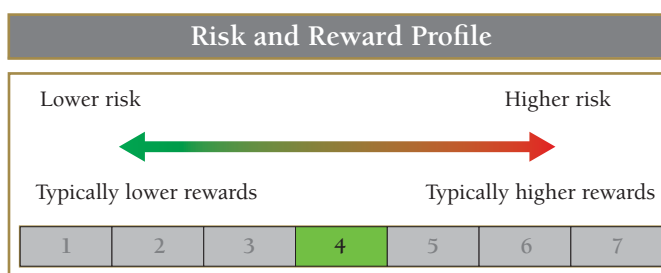 Risk and Reward Profile
Lower risk Higher risk
Typically lower rewards Typically higher rewards
1 2 3 4 5 6 7